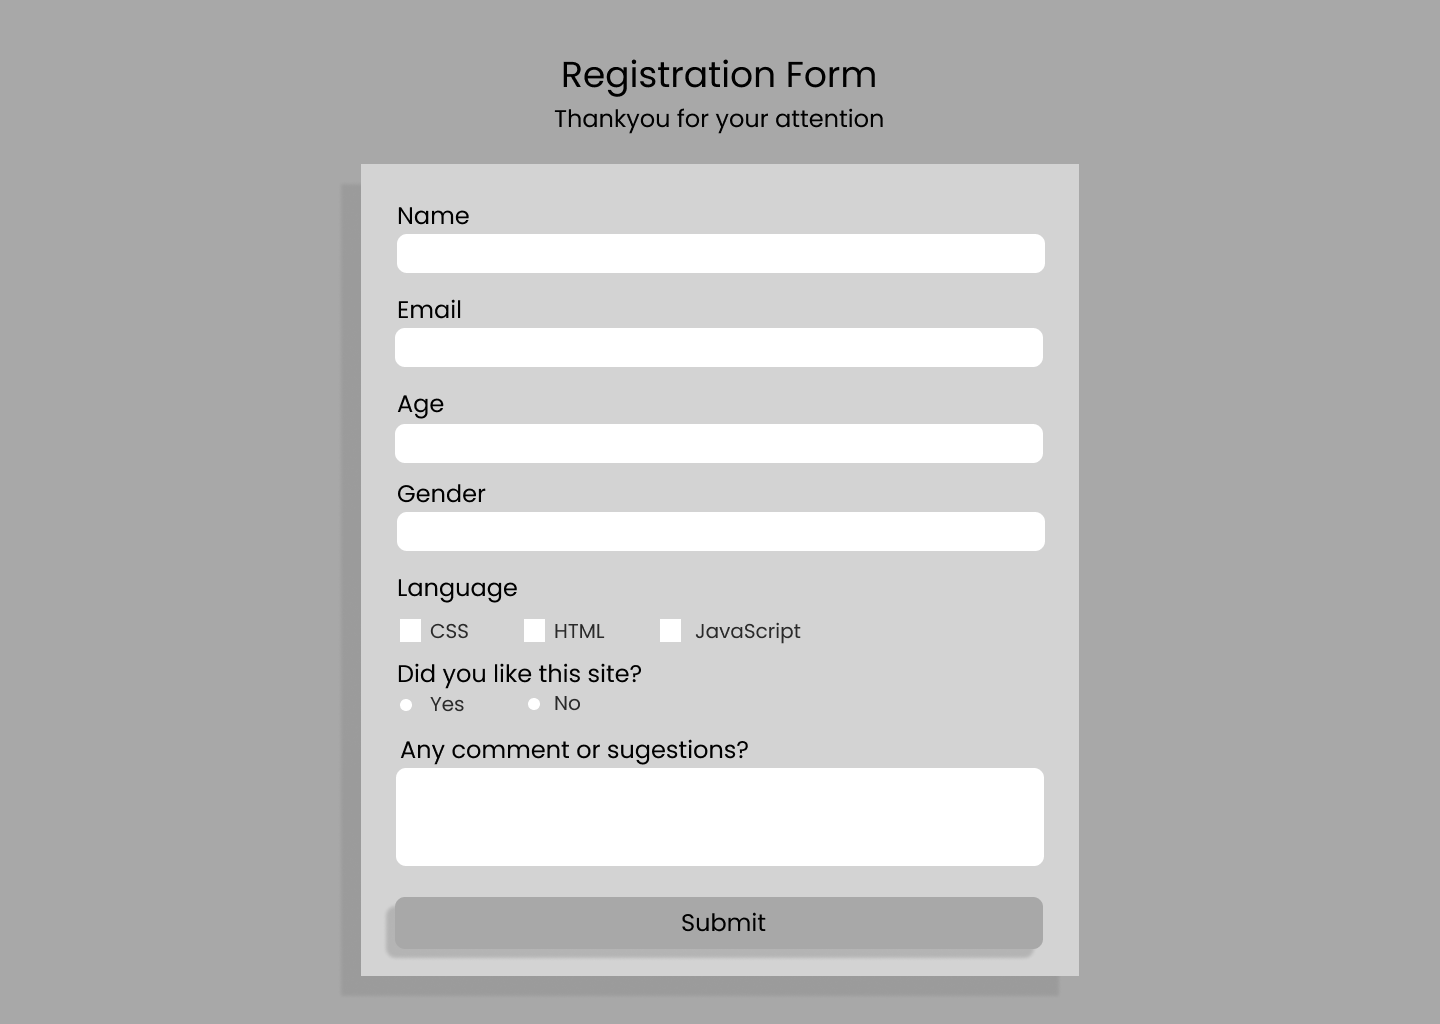 Registration Form
Thankyou for your attention
Name
Email
Age
Gender
Language
CSS HTML JavaScript
Did you like this site?
Yes No
Any comment or sugestions?
Submit